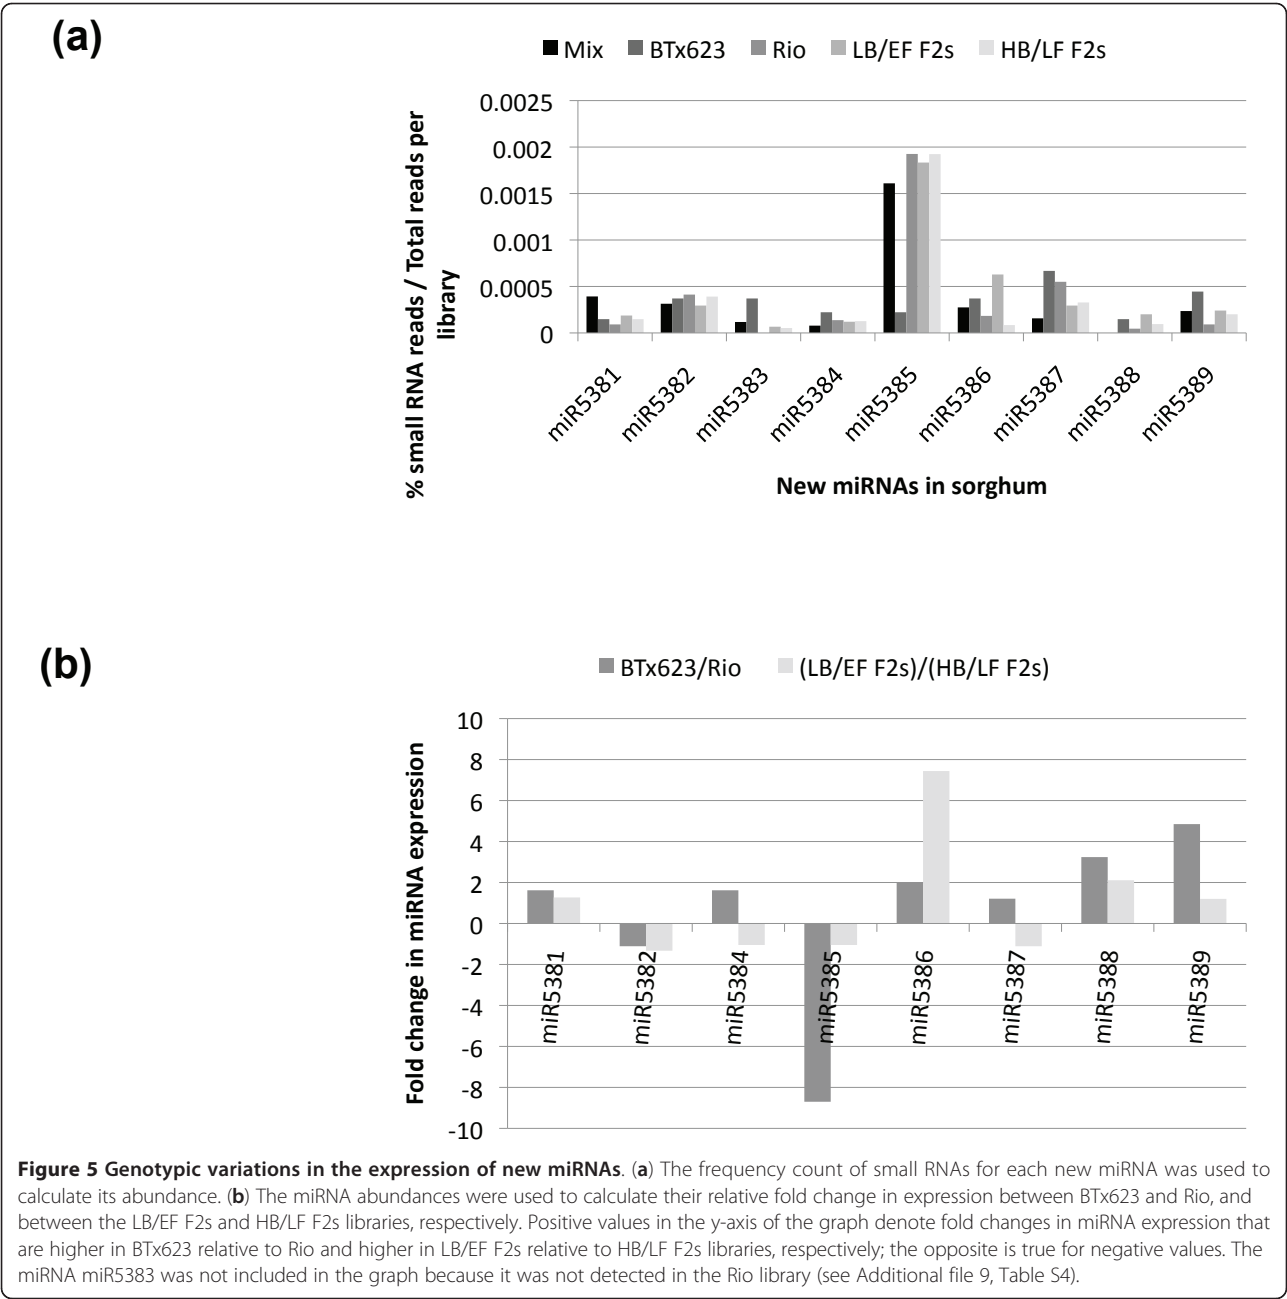 (a)
Mix BTx623 Rio LB/EF F2s HB/LF F2s
% small RNA reads / Total reads per
library
0.0025
0.002
0.0015
0.001
0.0005
0
miR5381 miR5382 miR5383 miR5384 miR5385 miR5386 miR5387 miR5388 miR5389
New miRNAs in sorghum
(b)
BTx623/Rio (LB/EF F2s)/(HB/LF F2s)
Fold change in miRNA expression
10
8
6
4
2
0
-2
-4
-6
-8
-10
miR5381 miR5382 miR5384 miR5385 miR5386 miR5387 miR5388 miR5389
Figure 5 Genotypic variations in the expression of new miRNAs. (a) The frequency count of small RNAs for each new miRNA was used to
calculate its abundance. (b) The miRNA abundances were used to calculate their relative fold change in expression between BTx623 and Rio, and
between the LB/EF F2s and HB/LF F2s libraries, respectively. Positive values in the y-axis of the graph denote fold changes in miRNA expression that
are higher in BTx623 relative to Rio and higher in LB/EF F2s relative to HB/LF F2s libraries, respectively; the opposite is true for negative values. The
miRNA miR5383 was not included in the graph because it was not detected in the Rio library (see Additional file 9, Table S4).